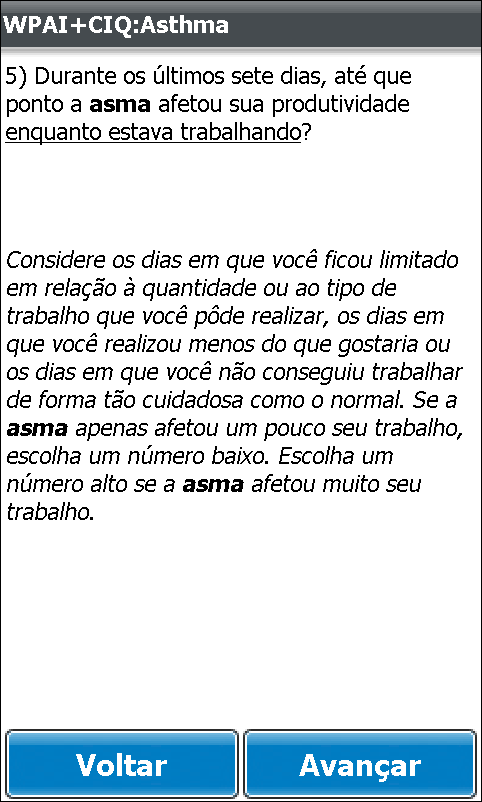 WPAI+CIQ:Asthma
5) Durante os últimos sete dias, até que
ponto a asma afetou sua produtividade
enquanto estava trabalhando?
Considere os dias em que você ficou limitado
em relação à quantidade ou ao tipo de
trabalho que você pôde realizar, os dias em
que você realizou menos do que gostaria ou
os dias em que você não conseguiu trabalhar
de forma tão cuidadosa como o normal. Se a
asma apenas afetou um pouco seu trabalho,
escolha um número baixo. Escolha um
número alto se a asma afetou muito seu
trabalho.
Voltar
Avançar